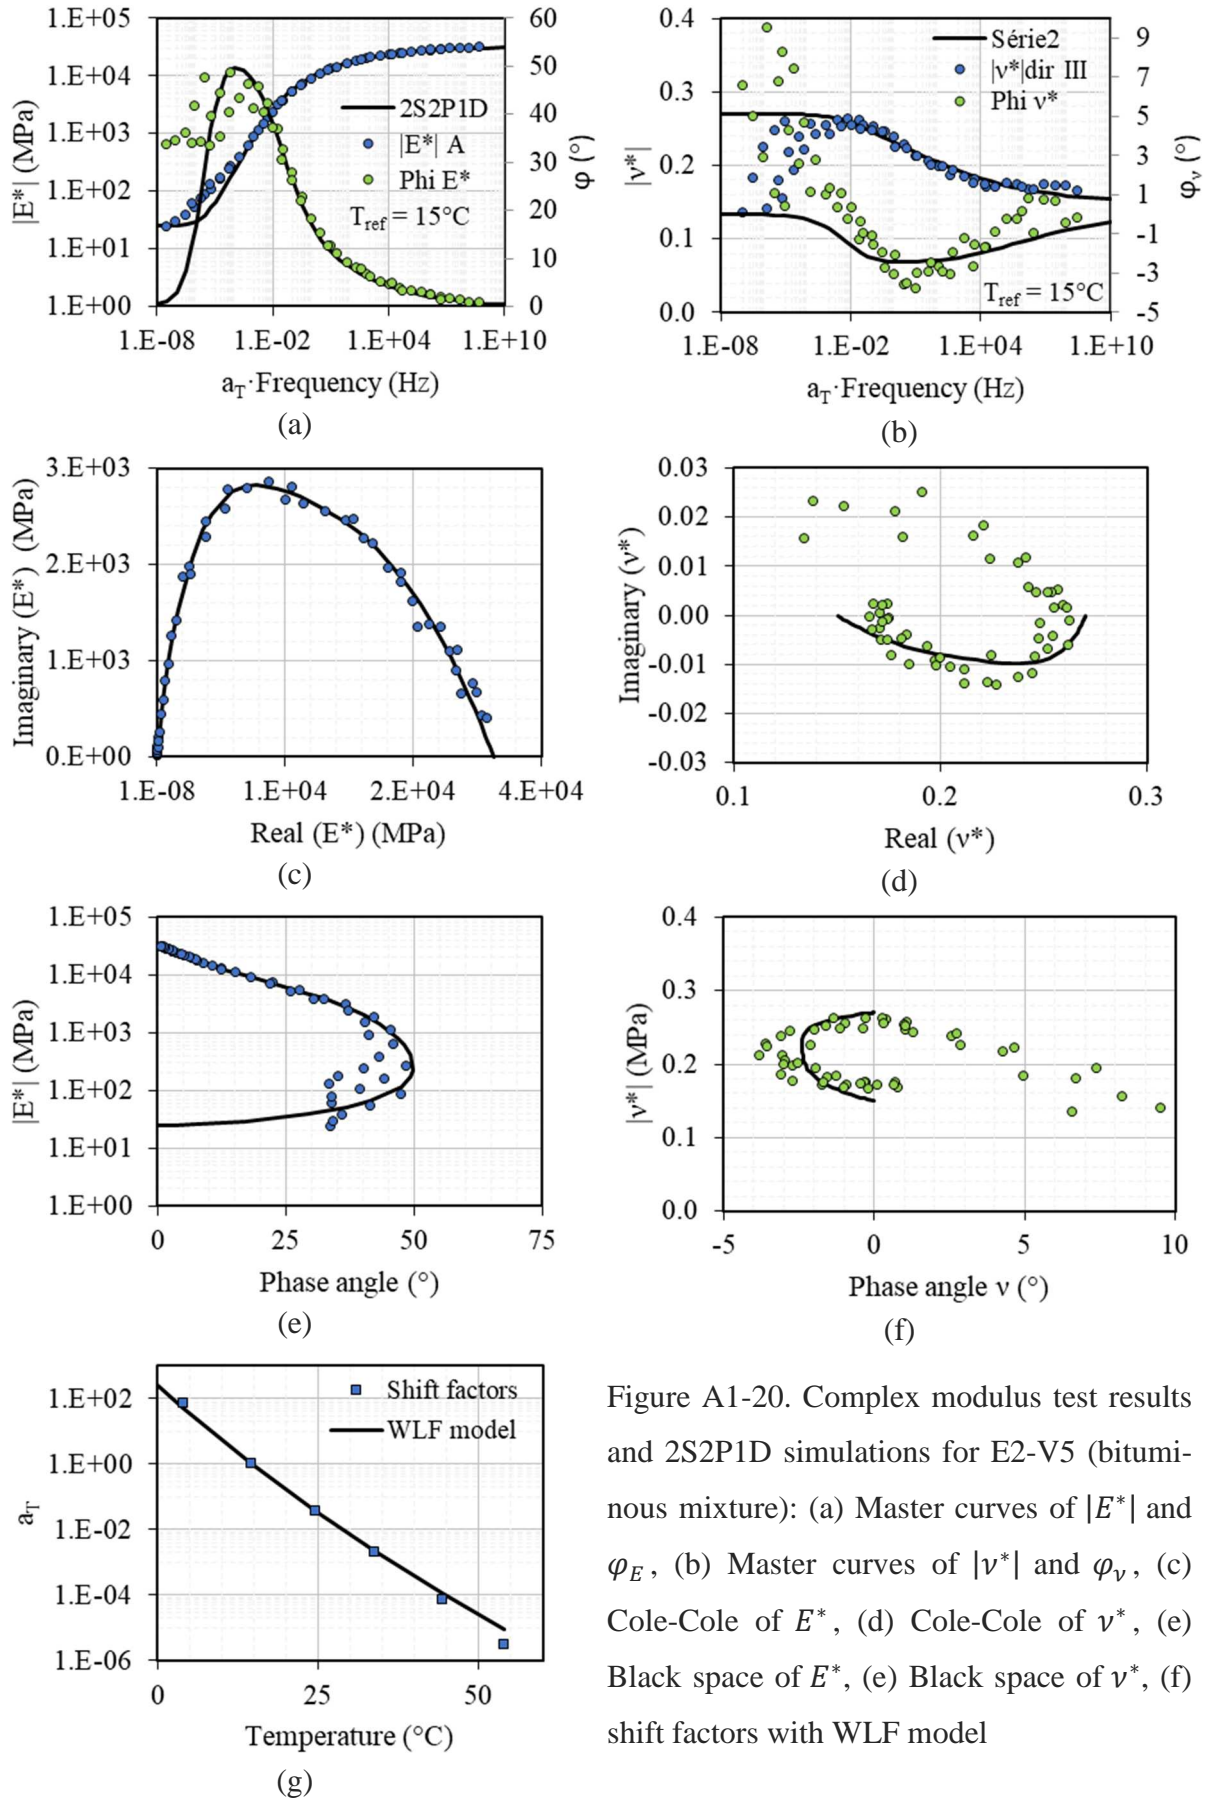 1.E+05
1.E+04
1.E+03
1.E+02
1.E+01
1.E+00
|E*| (MPa)
60
50
40
30
20
10
0
φ (°)
2S2P1D
|E*| A
Phi E*
Tref = 15°C
1.E-08 1.E-02 1.E+04 1.E+10
aT·Frequency (Hz)
(a)
0.4
0.3
0.2
0.1
0.0
|ν*|
9
7
5
3
1
-1
-3
-5
φν (°)
Série2
|ν*|dir III
Phi ν*
Tref = 15°C
1.E-08 1.E-02 1.E+04 1.E+10
aT·Frequency (Hz)
(b)
3.E+03
2.E+03
1.E+03
0.E+00
Imaginary (E*) (MPa)
1.E-08 1.E+04 2.E+04 4.E+04
Real (E*) (MPa)
(c)
0.03
0.02
0.01
0.00
-0.01
-0.02
-0.03
Imaginary (ν*)
0.1 0.2 0.3
Real (ν*)
(d)
1.E+05
1.E+04
1.E+03
1.E+02
1.E+01
1.E+00
|E*| (MPa)
0 25 50 75
Phase angle (°)
(e)
0.4
0.3
0.2
0.1
0.0
|ν*| (MPa)
-5 0 5 10
Phase angle ν (°)
(f)
1.E+02
1.E+00
1.E-02
1.E-04
1.E-06
aT
Shift factors
WLF model
0 25 50
Temperature (°C)
(g)
Figure A1-20. Complex modulus test results
and 2S2P1D simulations for E2-V5 (bitumi-
nous mixture): (a) Master curves of |E*| and
φE, (b) Master curves of |ν*| and φν, (c)
Cole-Cole of E*, (d) Cole-Cole of ν*, (e)
Black space of E*, (e) Black space of ν*, (f)
shift factors with WLF model